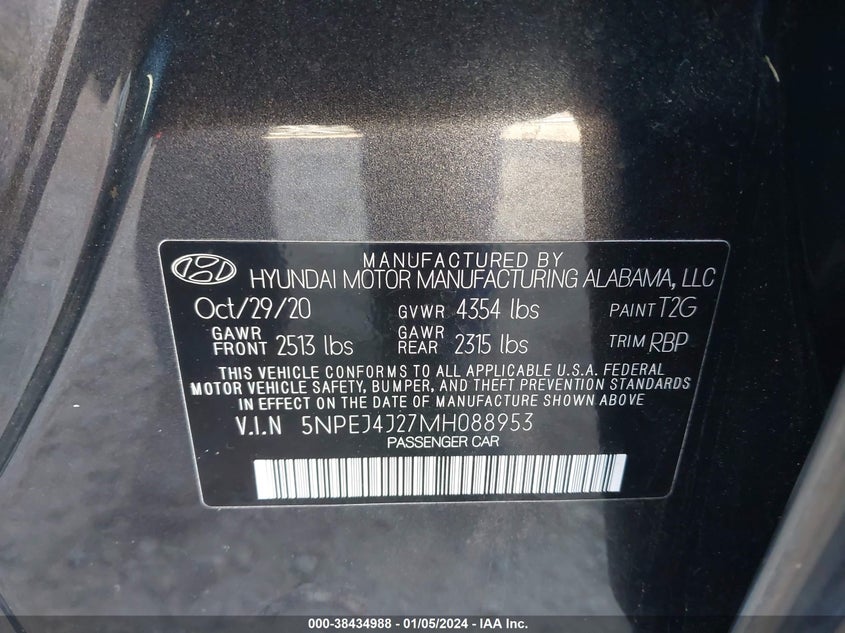 MANUFACTURED BY
HYUNDAI MOTOR MANUFACTURING ALABAMA, LLC
Oct/29/20 GVWR 4354 lbs PAINT T2G
GAWR FRONT 2513 lbs GAWR REAR 2315 lbs TRIM RBP
THIS VEHICLE CONFORMS TO ALL APPLICABLE U.S.A. FEDERAL
MOTOR VEHICLE SAFETY, BUMPER, AND THEFT PREVENTION STANDARDS
IN EFFECT ON THE DATE OF MANUFACTURE SHOWN ABOVE
V.I.N 5NPEJ4J27MH088953
PASSENGER CAR
000-38434988 - 01/05/2024 - IAA Inc.